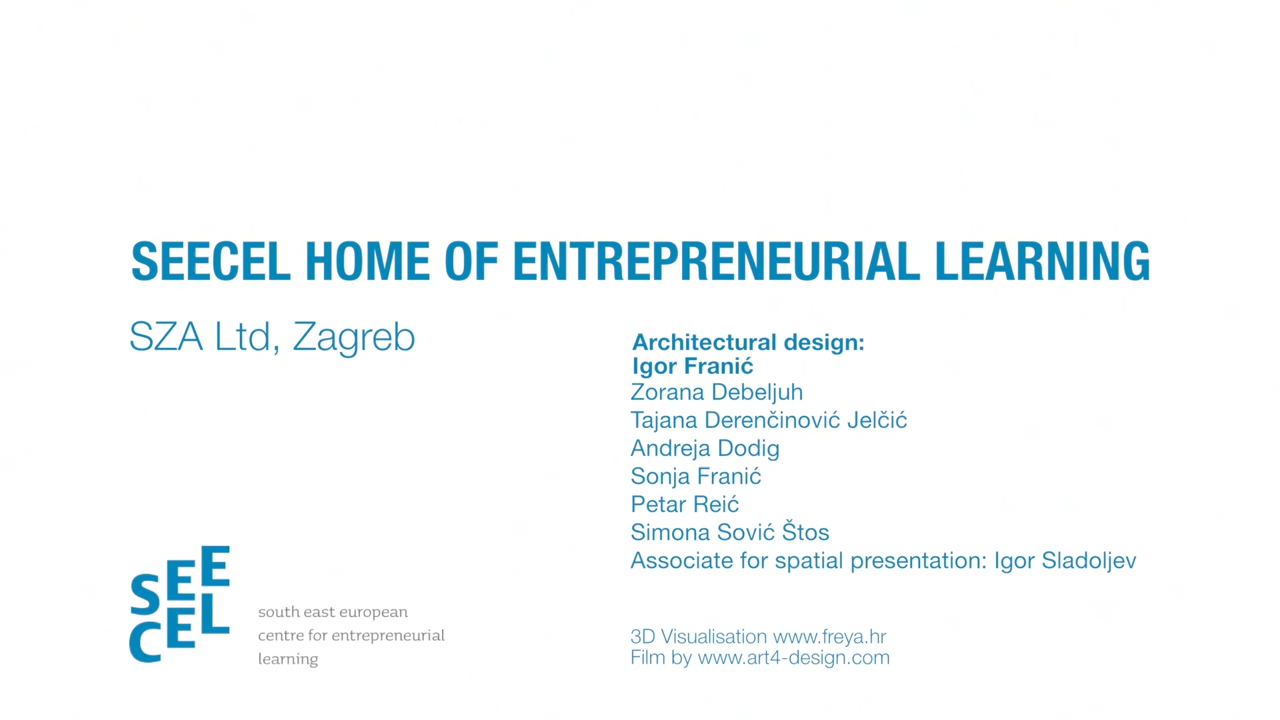 SEECEL HOME OF ENTREPRENEURIAL LEARNING
SZA Ltd, Zagreb
Architectural design:
Igor Franić
Zorana Debeljuh
Tajana Derenčinović Jelčić
Andreja Dodig
Sonja Franić
Petar Reić
Simona Sović Štos
Associate for spatial presentation: Igor Sladoljev
SEE
CEL
south east european
centre for entrepreneurial
learning
3D Visualisation www.freya.hr
Film by www.art4-design.com